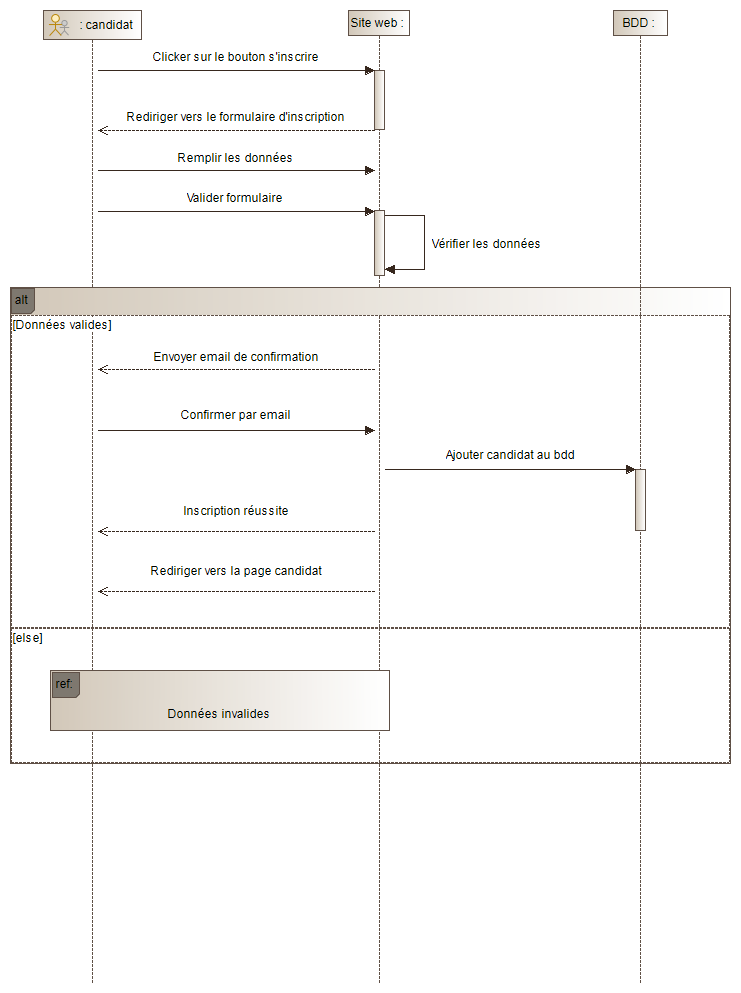 : candidat
Site web :
BDD :
Clicker sur le bouton s'inscrire
Rediriger vers le formulaire d'inscription
Remplir les données
Valider formulaire
Vérifier les données
alt
[Données valides]
Envoyer email de confirmation
Confirmer par email
Ajouter candidat au bdd
Inscription réussite
Rediriger vers la page candidat
[else]
ref:
Données invalides